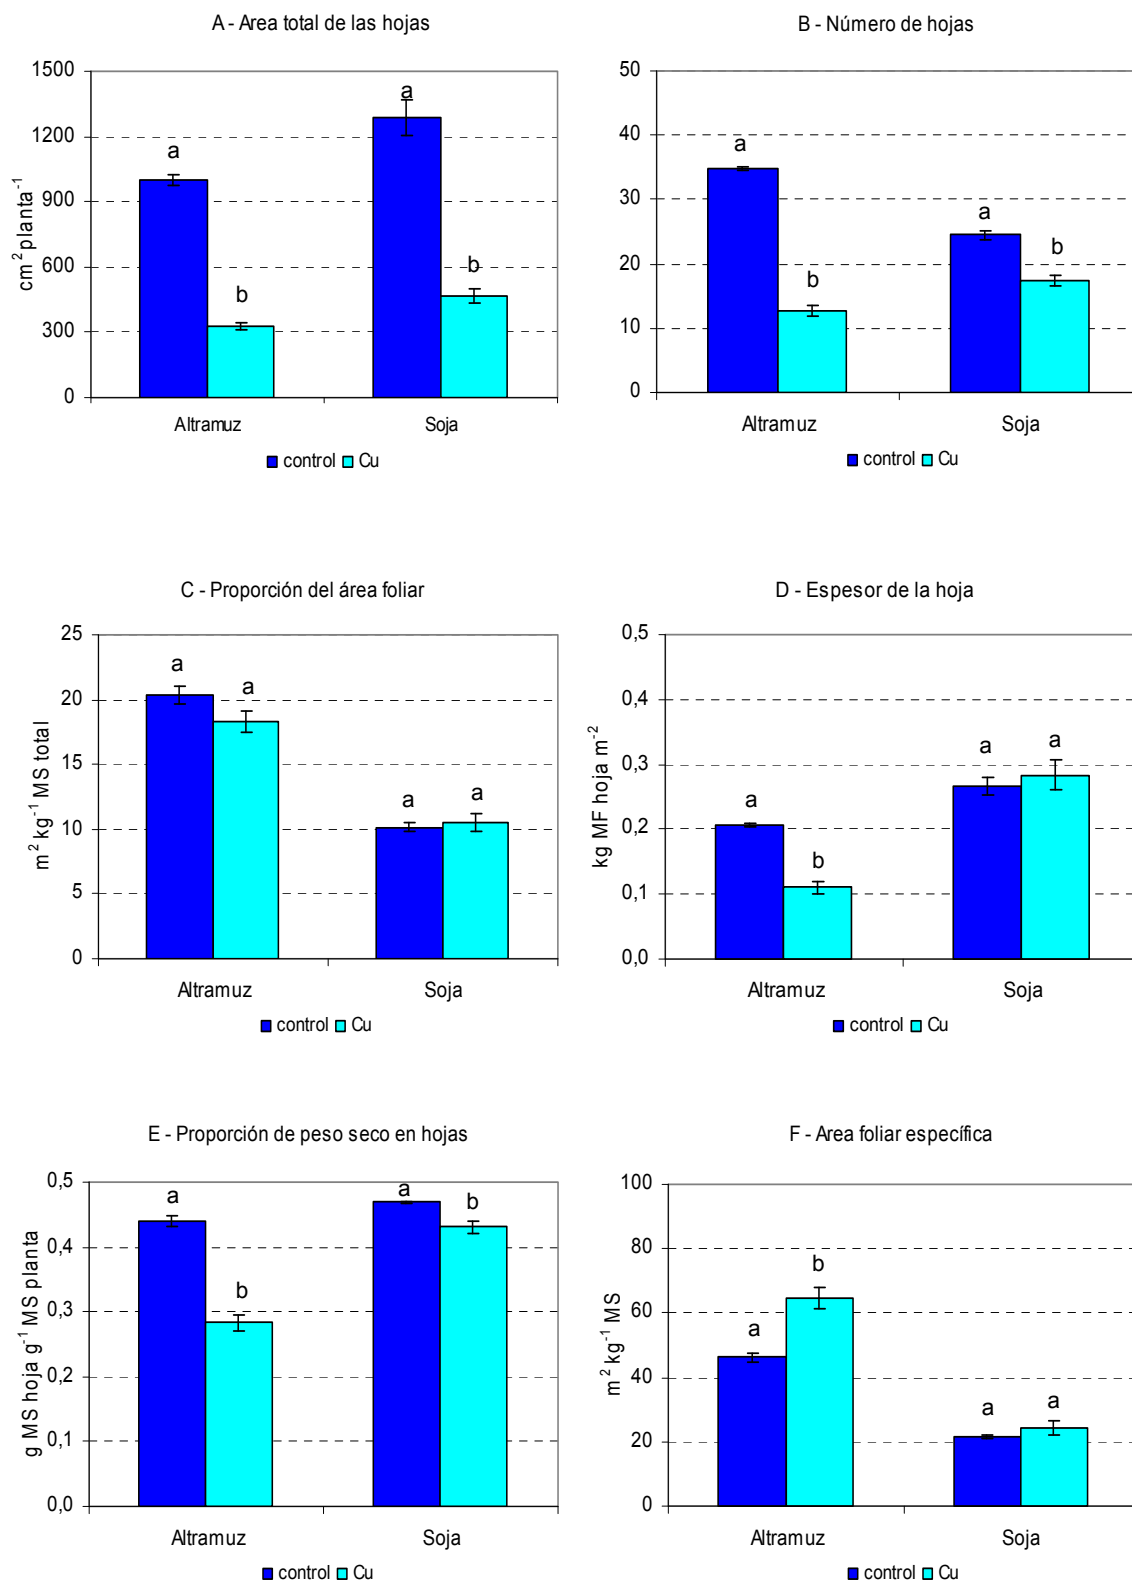 A - Area total de las hojas
cm² planta⁻¹
1500
1200
900
600
300
0
a
b
a
b
Altramuz Soja
control Cu
B - Número de hojas
50
40
30
20
10
0
a
b
a
b
Altramuz Soja
control Cu
C - Proporción del área foliar
m² kg⁻¹ MS total
25
20
15
10
5
0
a
a
a
a
Altramuz Soja
control Cu
D - Espesor de la hoja
kg MF hoja m⁻²
0,5
0,4
0,3
0,2
0,1
0,0
a
b
a
a
Altramuz Soja
control Cu
E - Proporción de peso seco en hojas
g MS hoja g⁻¹ MS planta
0,5
0,4
0,3
0,2
0,1
0,0
a
b
a
b
Altramuz Soja
control Cu
F - Area foliar específica
m² kg⁻¹ MS
100
80
60
40
20
0
a
b
a
a
Altramuz Soja
control Cu